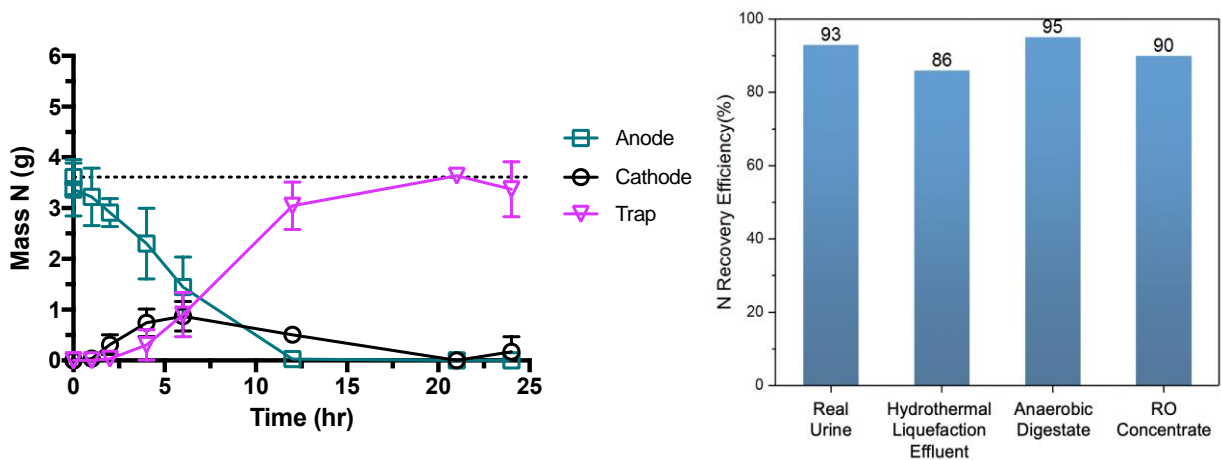 6
5
4
3
2
1
0
Mass N (g)
0
5
10
15
20
25
Time (hr)
Anode
Cathode
Trap
100
80
60
40
20
0
N Recovery Efficiency(%)
93
86
95
90
Real
Urine
Hydrothermal
Liquefaction
Effluent
Anaerobic
Digestate
RO
Concentrate